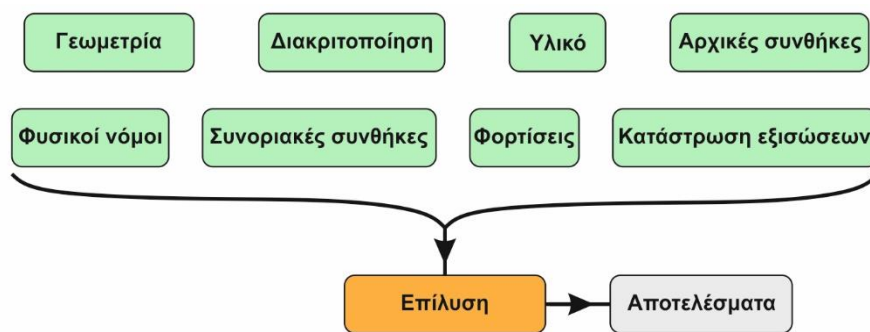 Γεωμετρία
Διακριτοποίηση
Υλικό
Αρχικές συνθήκες
Φυσικοί νόμοι
Συνοριακές συνθήκες
Φορτίσεις
Κατάστρωση εξισώσεων
Επίλυση
Αποτελέσματα